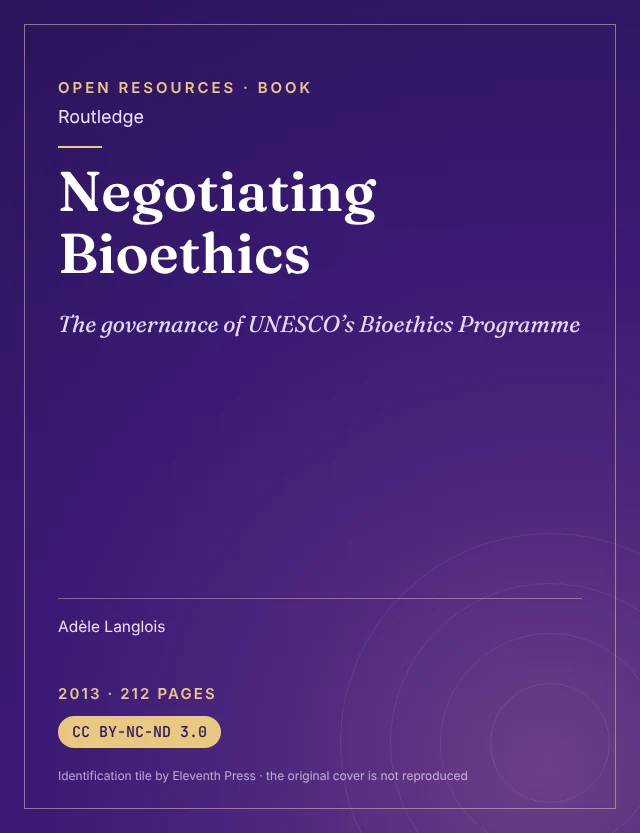 OPEN RESOURCES · BOOK
Routledge
Negotiating
Bioethics
The governance of UNESCO’s Bioethics Programme
Adèle Langlois
2013 · 212 PAGES
CC BY-NC-ND 3.0
Identification tile by Eleventh Press · the original cover is not reproduced